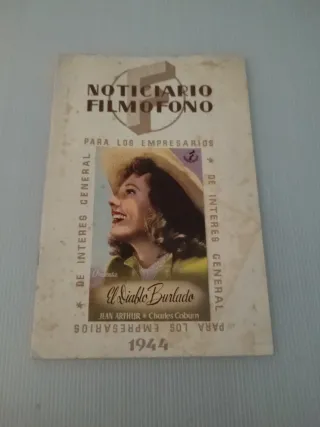 NOTICIARIO
FILMOFONO
PARA LOS EMPRESARIOS
* DE INTERES GENERAL
* DE INTERES GENERAL
El Diablo Burlado
JEAN ARTHUR * Charles Coburn
PARA LOS EMPRESARIOS
1944